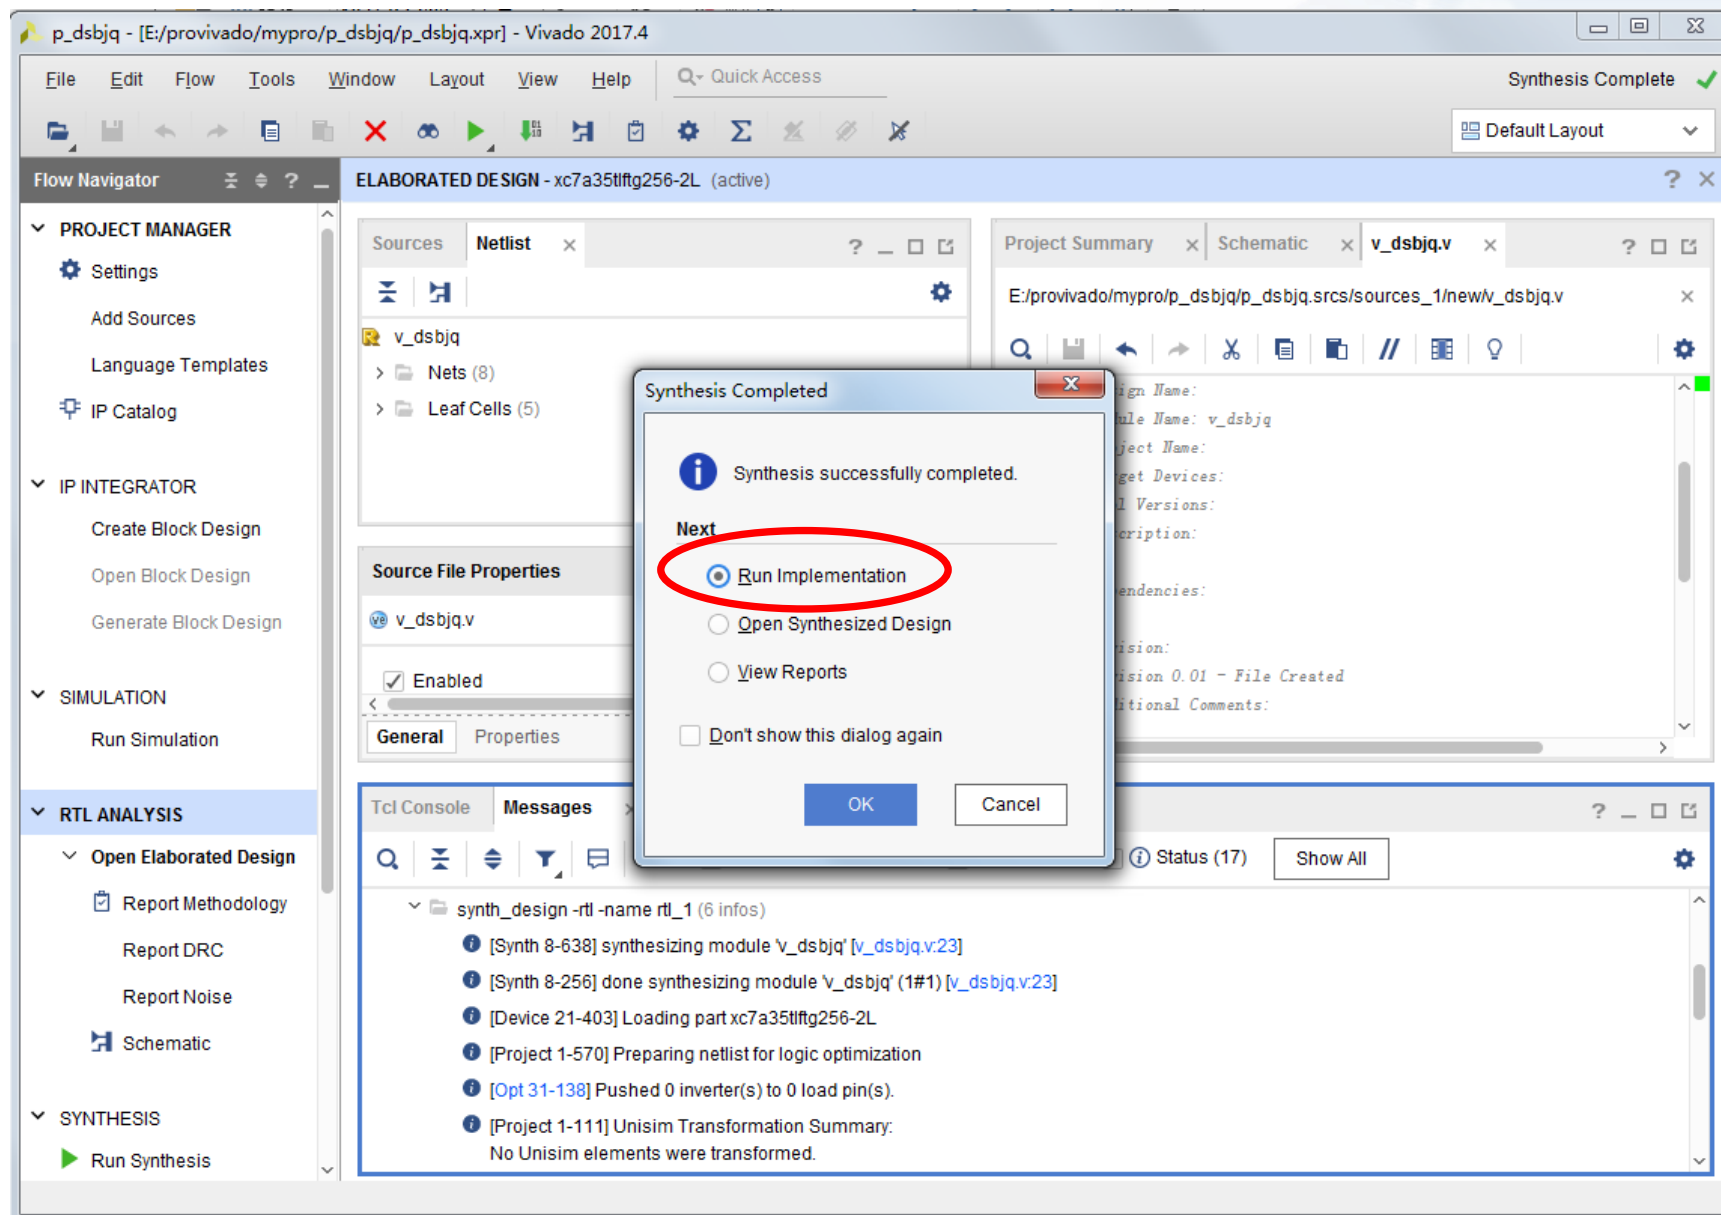 p_dsbjq - [E:/provivado/mypro/p_dsbjq/p_dsbjq.xpr] - Vivado 2017.4
File Edit Flow Tools Window Layout View Help Quick Access Synthesis Complete
Default Layout
Flow Navigator
ELABORATED DESIGN - xc7a35tlftg256-2L (active)
PROJECT MANAGER
Settings
Add Sources
Language Templates
IP Catalog
IP INTEGRATOR
Create Block Design
Open Block Design
Generate Block Design
SIMULATION
Run Simulation
RTL ANALYSIS
Open Elaborated Design
Report Methodology
Report DRC
Report Noise
Schematic
SYNTHESIS
Run Synthesis
Sources Netlist
v_dsbjq
Nets (8)
Leaf Cells (5)
Source File Properties
v_dsbjq.v
Enabled
General Properties
Project Summary Schematic v_dsbjq.v
E:/provivado/mypro/p_dsbjq/p_dsbjq.srcs/sources_1/new/v_dsbjq.v
ign Name:
ule Name: v_dsbjq
ject Name:
get Devices:
l Versions:
cription:
endencies:
ision:
ision 0.01 - File Created
itional Comments:
Synthesis Completed
Synthesis successfully completed.
Next
Run Implementation
Open Synthesized Design
View Reports
Don't show this dialog again
OK Cancel
Tcl Console Messages
Status (17) Show All
synth_design -rtl -name rtl_1 (6 infos)
[Synth 8-638] synthesizing module 'v_dsbjq' [v_dsbjq.v:23]
[Synth 8-256] done synthesizing module 'v_dsbjq' (1#1) [v_dsbjq.v:23]
[Device 21-403] Loading part xc7a35tlftg256-2L
[Project 1-570] Preparing netlist for logic optimization
[Opt 31-138] Pushed 0 inverter(s) to 0 load pin(s).
[Project 1-111] Unisim Transformation Summary:
No Unisim elements were transformed.